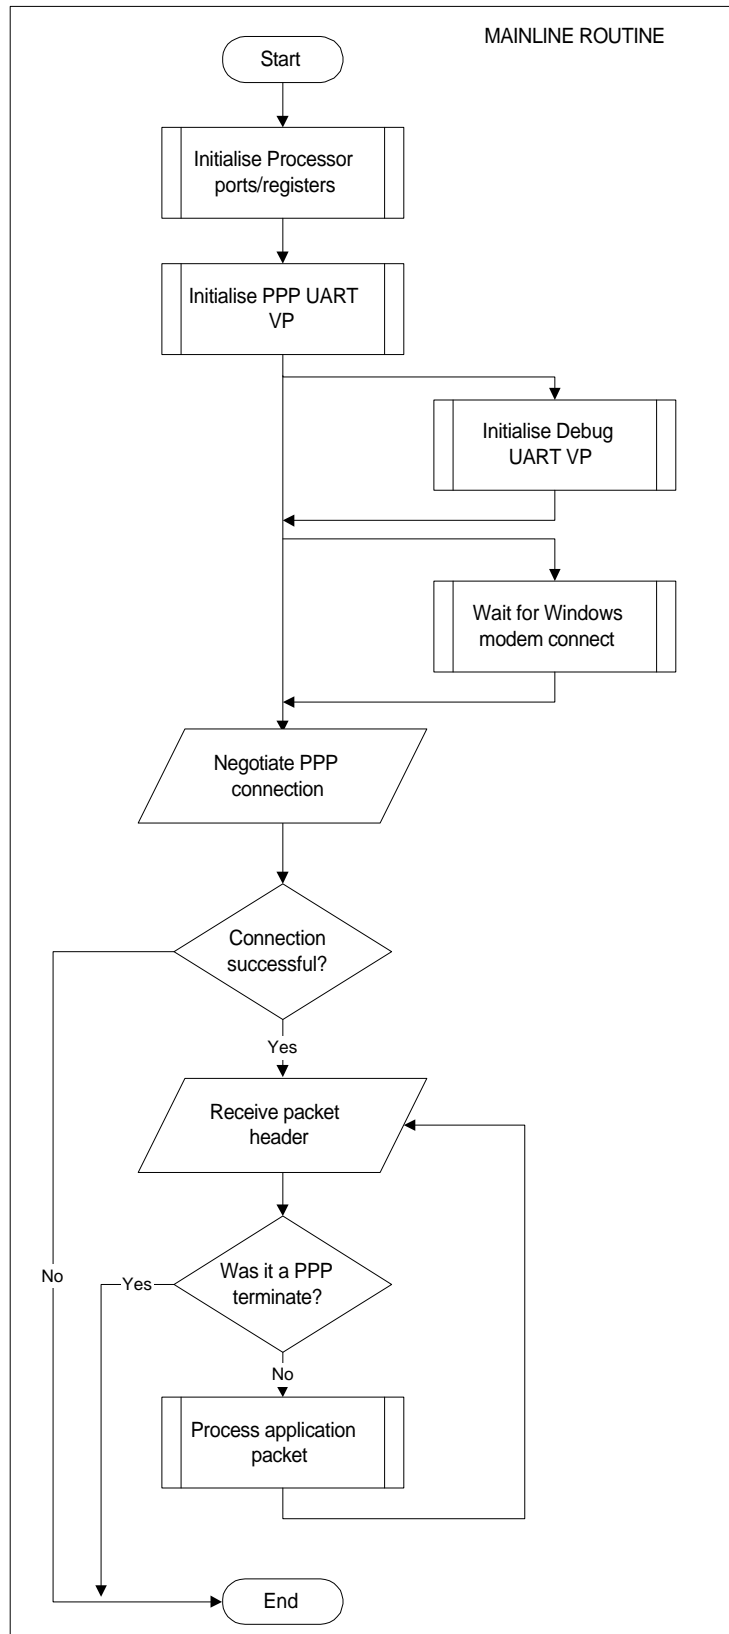 MAINLINE ROUTINE
Start
Initialise Processor
ports/registers
Initialise PPP UART
VP
Initialise Debug
UART VP
Wait for Windows
modem connect
Negotiate PPP
connection
Connection
successful?
Yes
Receive packet
header
Was it a PPP
terminate?
No
Yes
No
Process application
packet
End